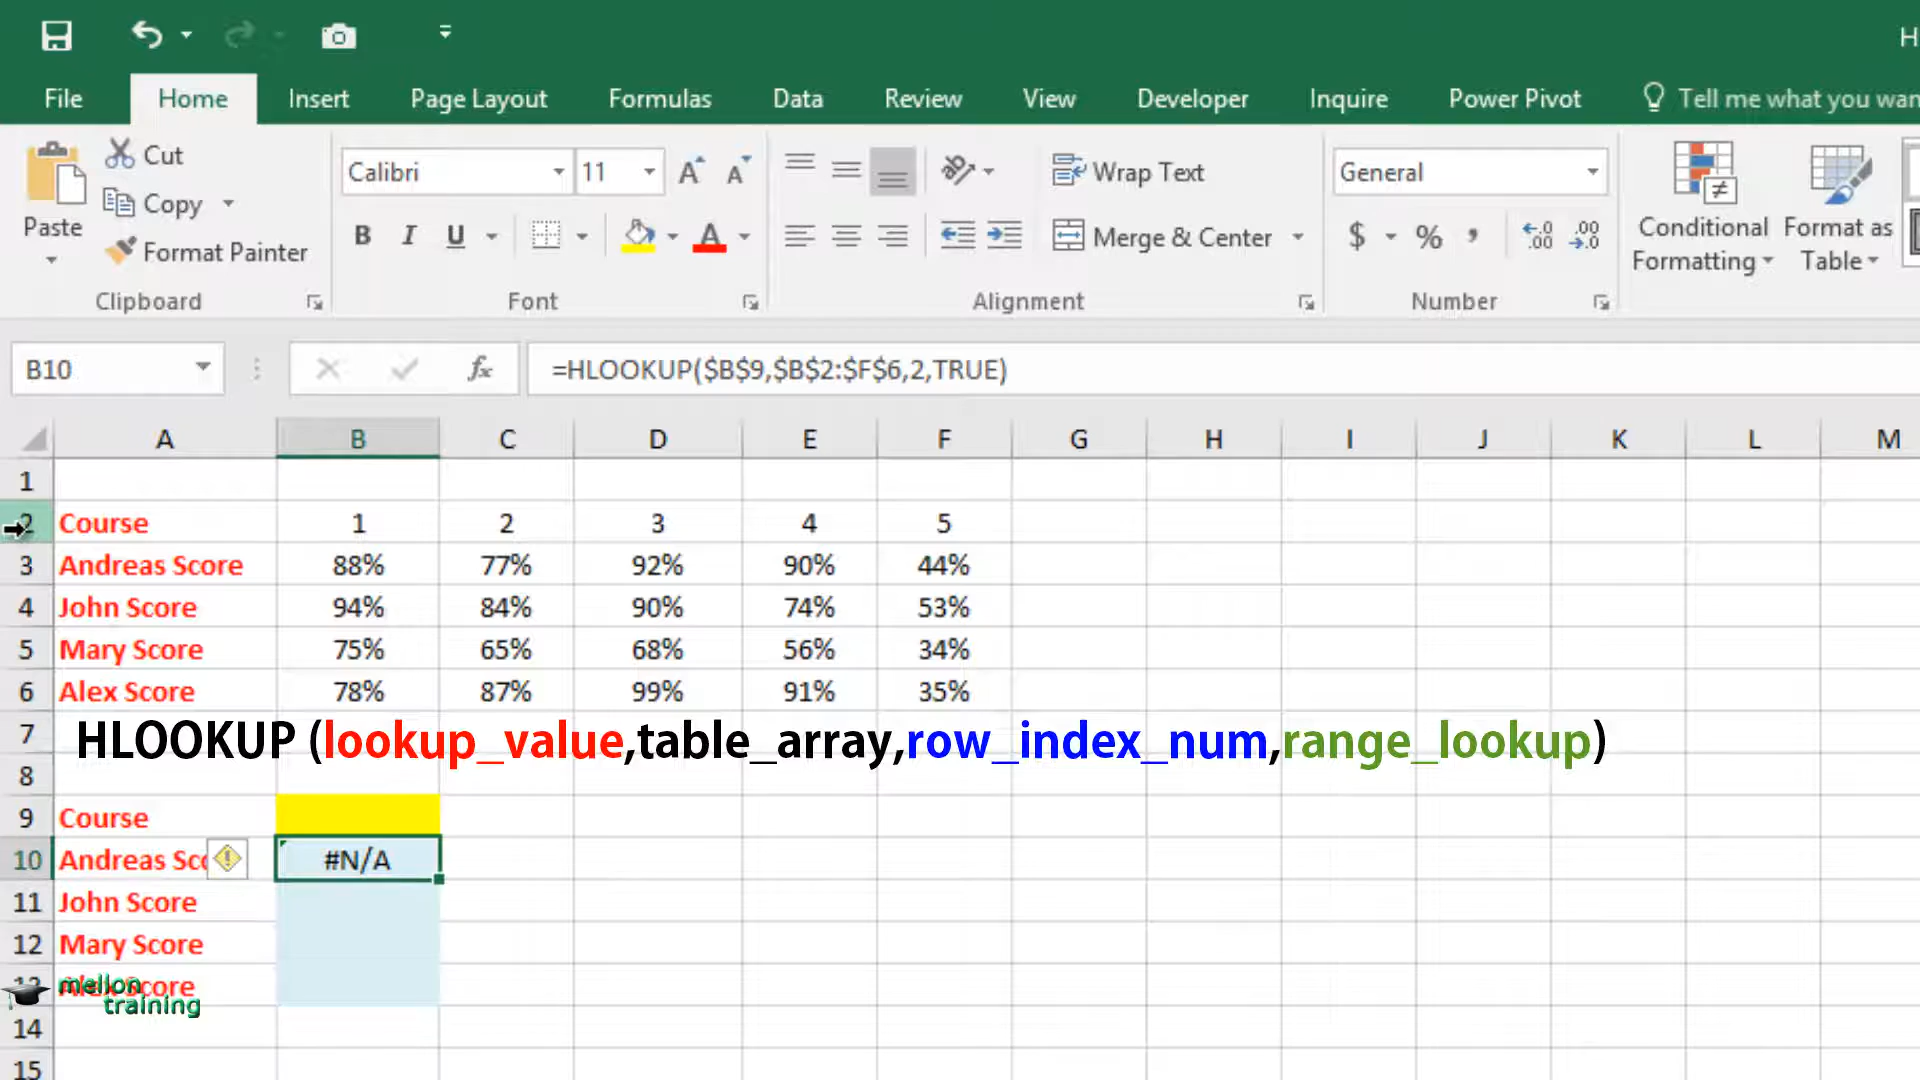 H
File Home Insert Page Layout Formulas Data Review View Developer Inquire Power Pivot Tell me what you wan
Paste Cut Copy Format Painter
Calibri 11
B I U
Wrap Text
Merge & Center
General
$ % ,
Conditional Formatting
Format as Table
Clipboard Font Alignment Number
B10 fx =HLOOKUP($B$9,$B$2:$F$6,2,TRUE)
A B C D E F G H I J K L M
1
2 Course 1 2 3 4 5
3 Andreas Score 88% 77% 92% 90% 44%
4 John Score 94% 84% 90% 74% 53%
5 Mary Score 75% 65% 68% 56% 34%
6 Alex Score 78% 87% 99% 91% 35%
7 HLOOKUP (lookup_value,table_array,row_index_num,range_lookup)
8
9 Course
10 Andreas Sco #N/A
11 John Score
12 Mary Score
13 Alex Score
mellon
training
14
15